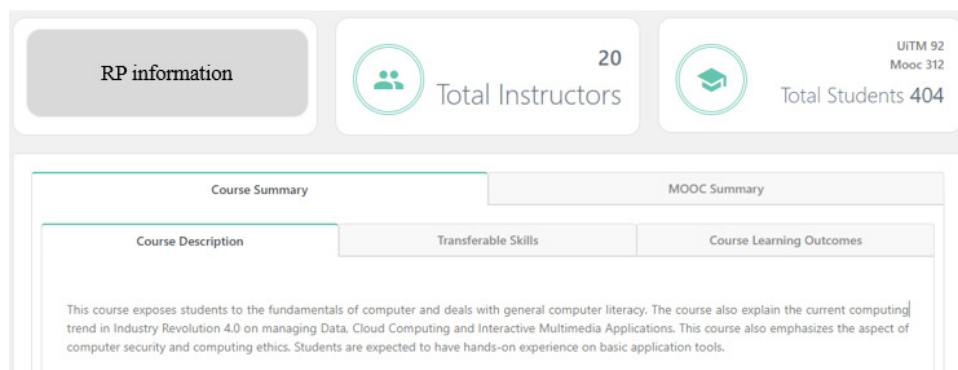 RP information
20
Total Instructors
UiTM 92
Mooc 312
Total Students 404
Course Summary
MOOC Summary
Course Description
Transferable Skills
Course Learning Outcomes
This course exposes students to the fundamentals of computer and deals with general computer literacy. The course also explain the current computing
trend in Industry Revolution 4.0 on managing Data, Cloud Computing and Interactive Multimedia Applications. This course also emphasizes the aspect of
computer security and computing ethics. Students are expected to have hands-on experience on basic application tools.